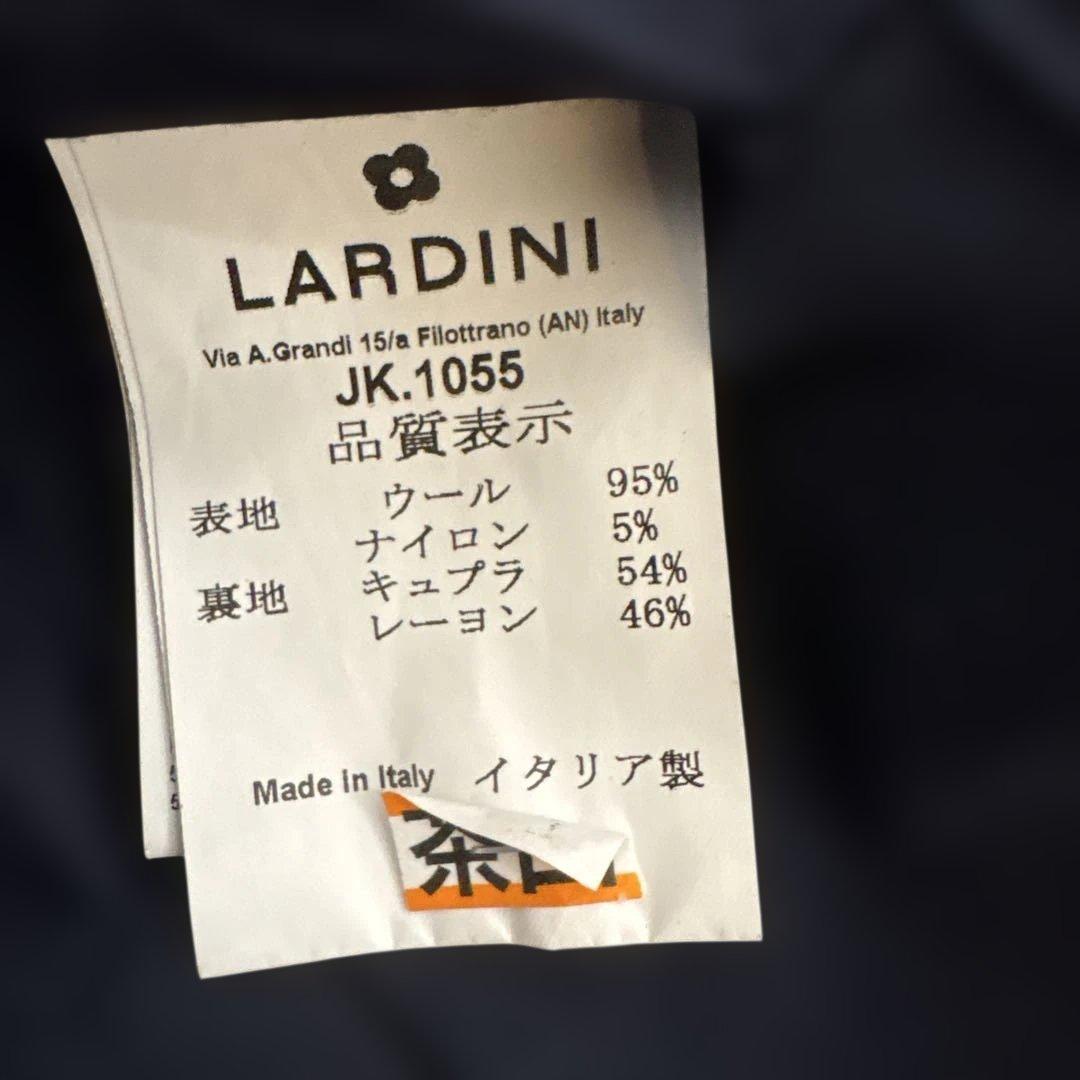 LARDINI
Via A.Grandi 15/a Filottrano (AN) Italy
JK.1055
品質表示
表地 ウール 95%
ナイロン 5%
裏地 キュプラ 54%
レーヨン 46%
Made in Italy イタリア製
茶